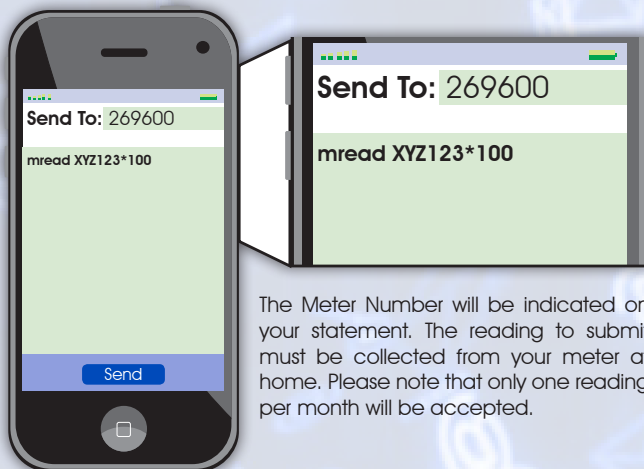 Send To: 269600
mread XYZ123*100
Send
Send To: 269600
mread XYZ123*100
The Meter Number will be indicated on
your statement. The reading to submit
must be collected from your meter at
home. Please note that only one reading
per month will be accepted.